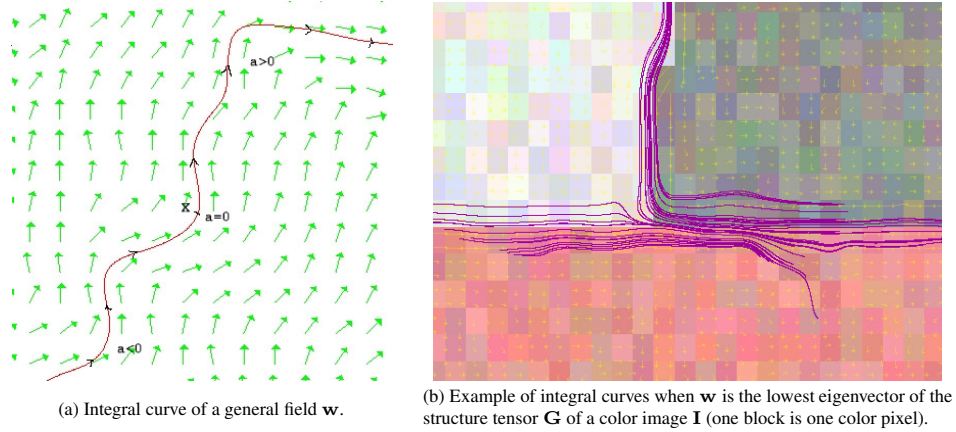 a>0
X
a=0
a<0
(a) Integral curve of a general field w.
(b) Example of integral curves when w is the lowest eigenvector of the
structure tensor G of a color image I (one block is one color pixel).